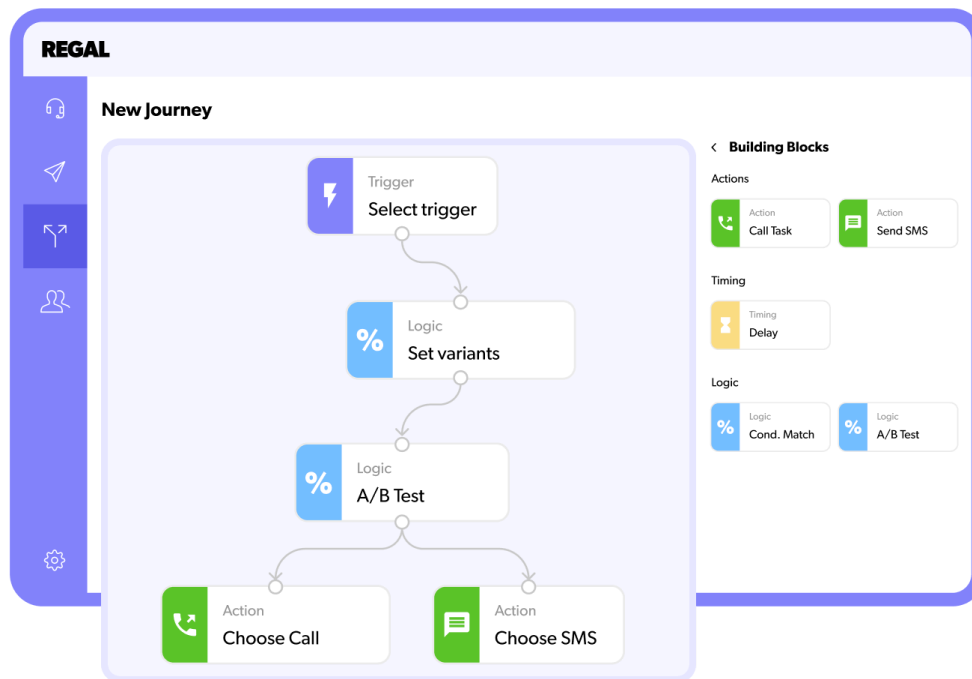 REGAL
New Journey
Trigger
Select trigger
Logic
Set variants
Logic
A/B Test
Action
Choose Call
Action
Choose SMS
Building Blocks
Actions
Action
Call Task
Action
Send SMS
Timing
Timing
Delay
Logic
Logic
Cond. Match
Logic
A/B Test